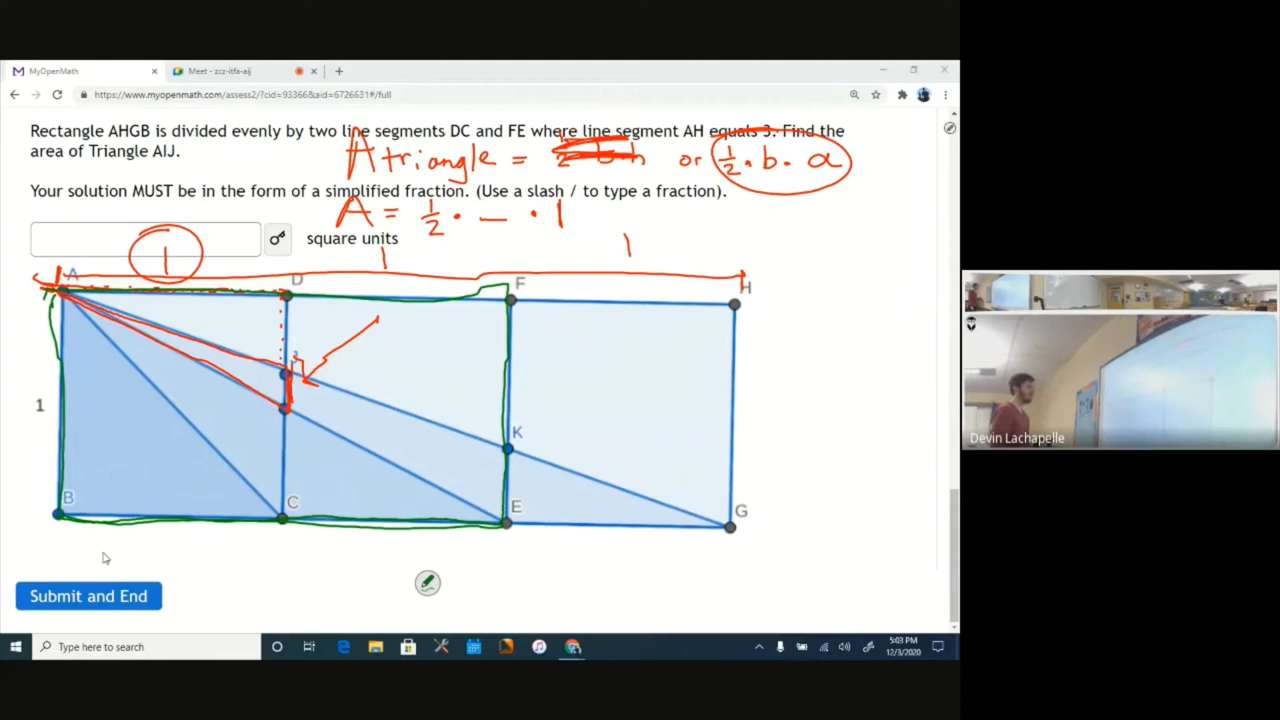 MyOpenMath
Meet - zcz-itfa-aij
https://www.myopenmath.com/assess2/?cid=93366&aid=6726631#/full
Rectangle AHGB is divided evenly by two line segments DC and FE where line segment AH equals 3. Find the
area of Triangle AIJ.
A triangle = 1/2 b h or 1/2 · b · a
Your solution MUST be in the form of a simplified fraction. (Use a slash / to type a fraction).
A = 1/2 · _ · 1
square units
1 1 1
A D F H
J
1
K
B C E G
Submit and End
Devin Lachapelle
Type here to search
5:03 PM
12/3/2020